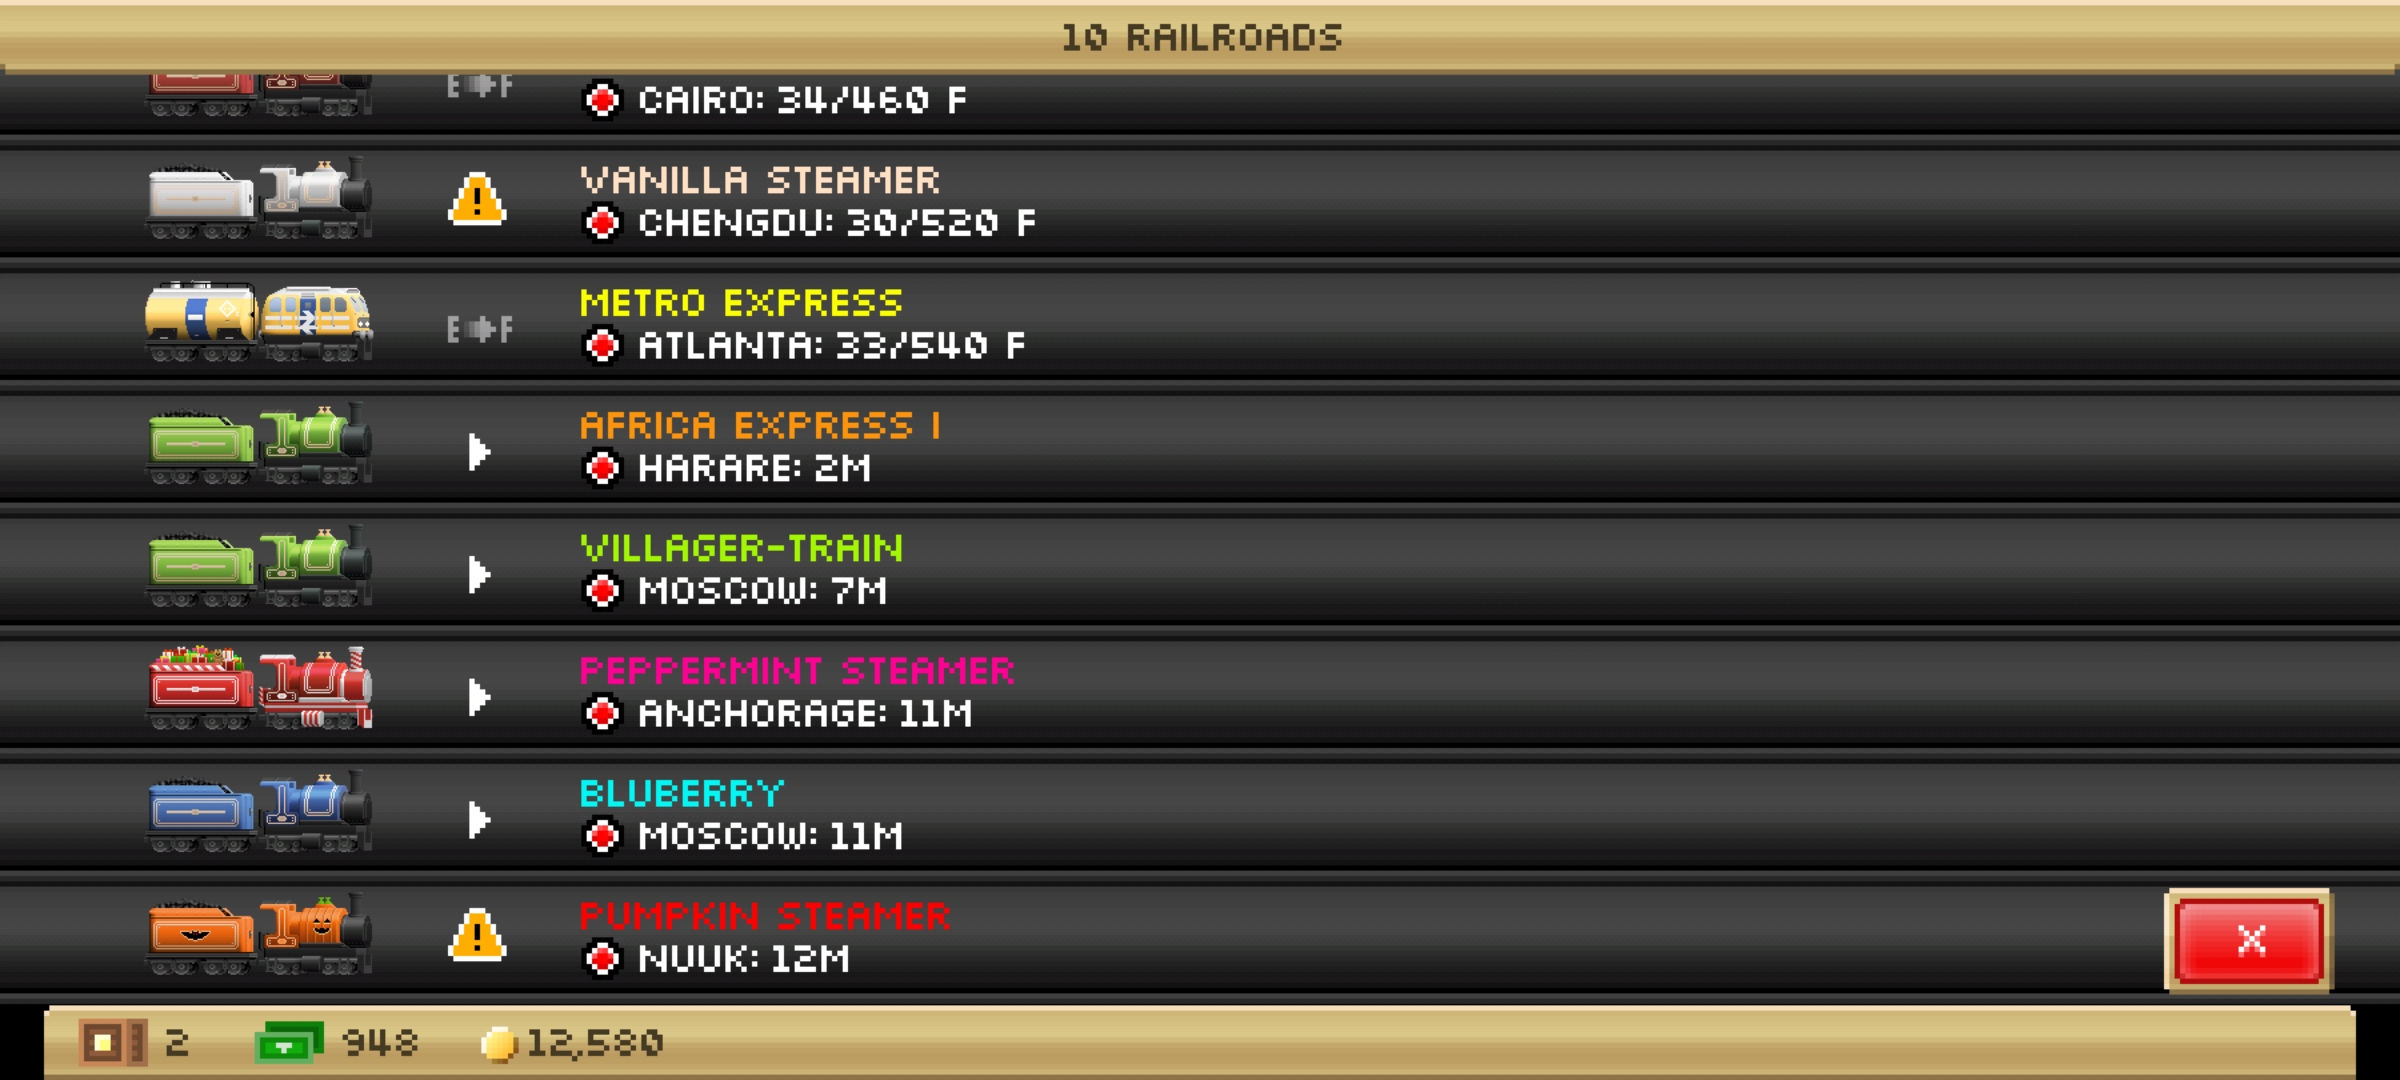 10 RAILROADS
E F
CAIRO: 34/460 F
VANILLA STEAMER
CHENGDU: 30/520 F
METRO EXPRESS
E F
ATLANTA: 33/540 F
AFRICA EXPRESS I
HARARE: 2M
VILLAGER-TRAIN
MOSCOW: 7M
PEPPERMINT STEAMER
ANCHORAGE: 11M
BLUBERRY
MOSCOW: 11M
PUMPKIN STEAMER
NUUK: 12M
X
2 948 12,580